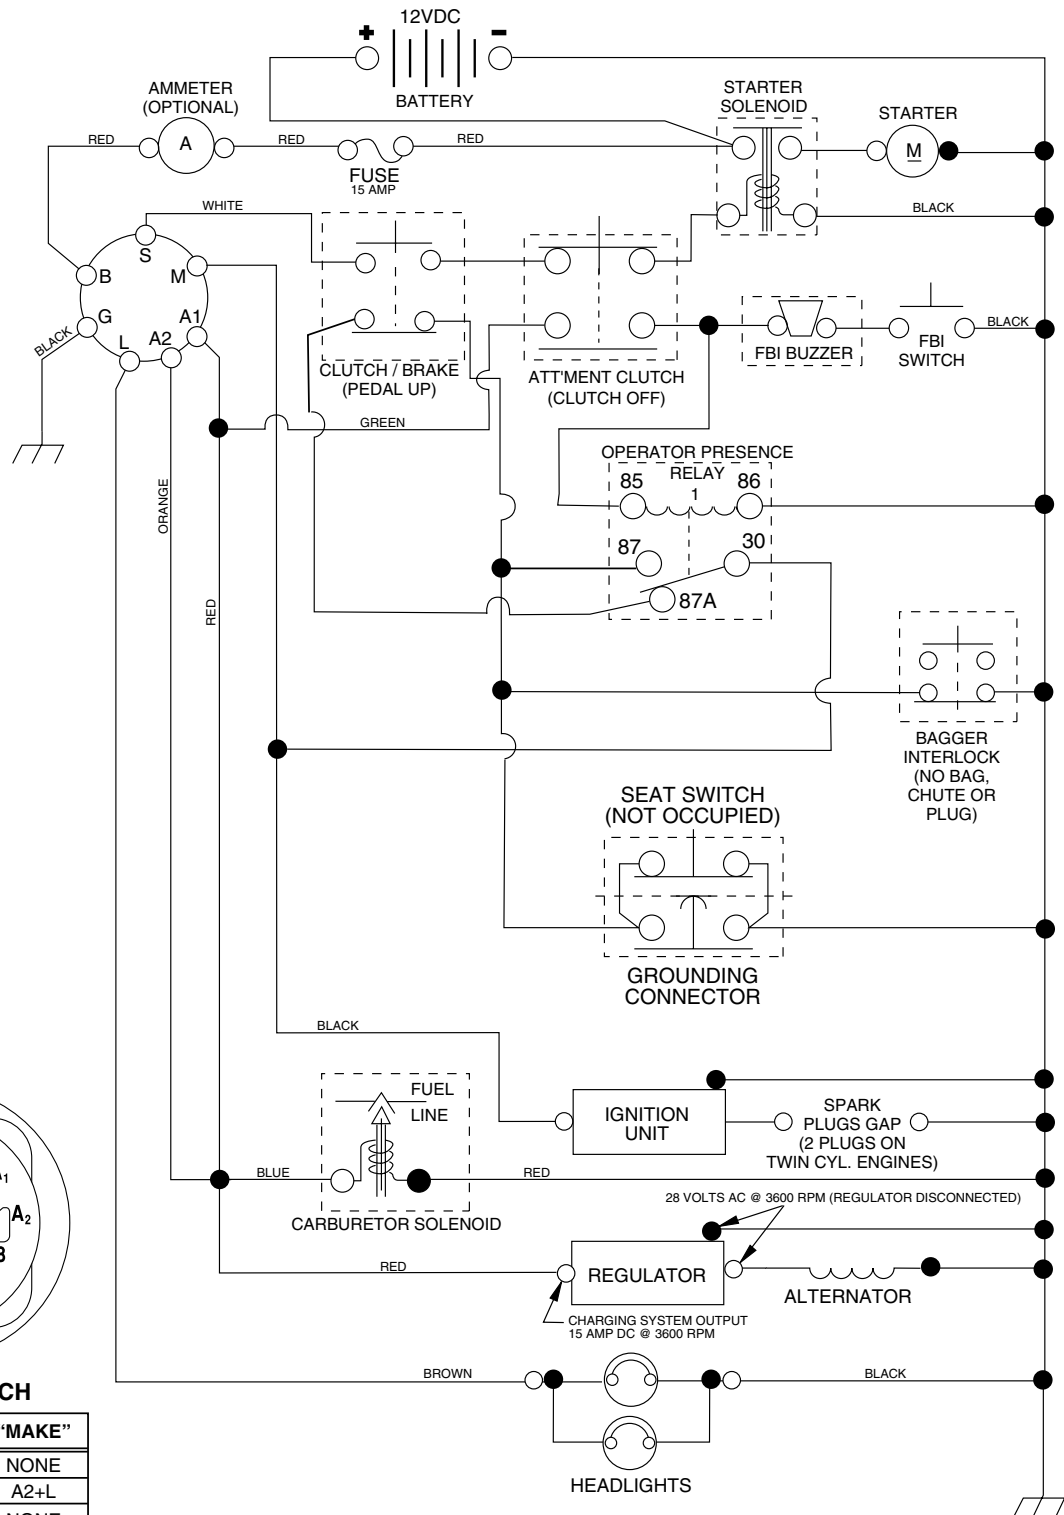 12VDC
+
-
BATTERY
AMMETER
(OPTIONAL)
STARTER
SOLENOID
STARTER
RED
A
RED
RED
M
FUSE
15 AMP
WHITE
BLACK
S
B
M
G
A1
L
A2
BLACK
CLUTCH / BRAKE
(PEDAL UP)
ATT'MENT CLUTCH
(CLUTCH OFF)
FBI BUZZER
FBI
SWITCH
BLACK
GREEN
OPERATOR PRESENCE
RELAY
1
85
86
87
30
87A
ORANGE
RED
BAGGER
INTERLOCK
(NO BAG,
CHUTE OR
PLUG)
SEAT SWITCH
(NOT OCCUPIED)
GROUNDING
CONNECTOR
BLACK
FUEL
LINE
IGNITION
UNIT
SPARK
PLUGS GAP
(2 PLUGS ON
TWIN CYL. ENGINES)
BLUE
RED
CARBURETOR SOLENOID
28 VOLTS AC @ 3600 RPM (REGULATOR DISCONNECTED)
RED
REGULATOR
ALTERNATOR
CHARGING SYSTEM OUTPUT
15 AMP DC @ 3600 RPM
BROWN
BLACK
HEADLIGHTS
A2
CH
"MAKE"
NONE
A2+L
NONE